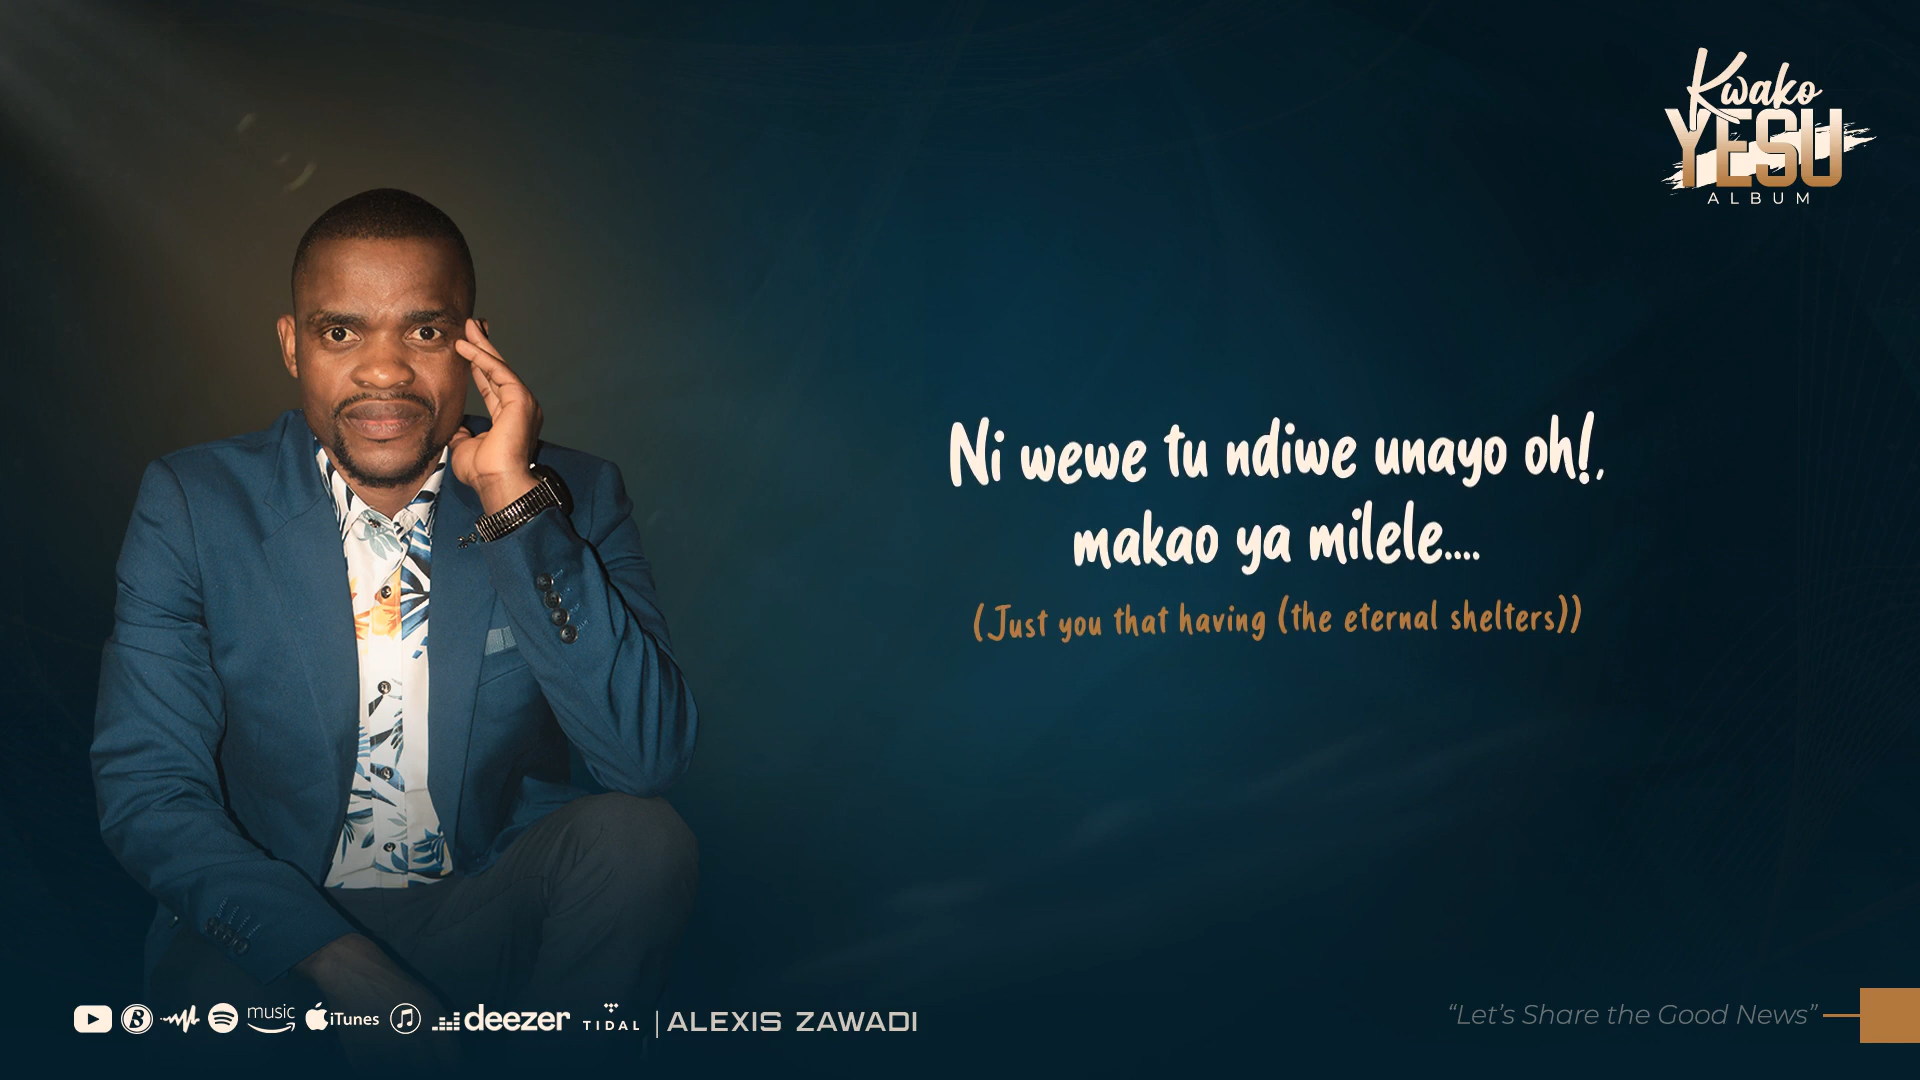 Kwako
YESU
ALBUM
Ni wewe tu ndiwe unayo oh!,
makao ya milele....
(Just you that having (the eternal shelters))
music iTunes deezer TIDAL | ALEXIS ZAWADI
“Let’s Share the Good News”